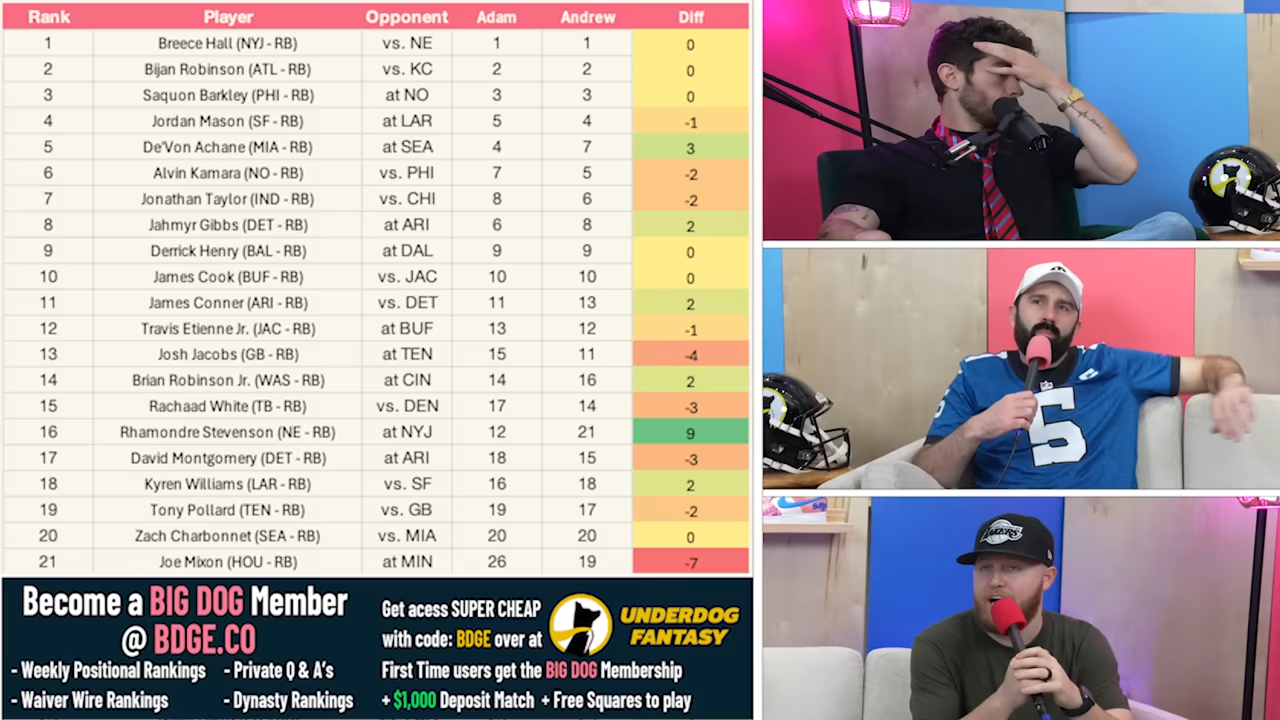 Rank Player Opponent Adam Andrew Diff
1 Breece Hall (NYJ - RB) vs. NE 1 1 0
2 Bijan Robinson (ATL - RB) vs. KC 2 2 0
3 Saquon Barkley (PHI - RB) at NO 3 3 0
4 Jordan Mason (SF - RB) at LAR 5 4 -1
5 De'Von Achane (MIA - RB) at SEA 4 7 3
6 Alvin Kamara (NO - RB) vs. PHI 7 5 -2
7 Jonathan Taylor (IND - RB) vs. CHI 8 6 -2
8 Jahmyr Gibbs (DET - RB) at ARI 6 8 2
9 Derrick Henry (BAL - RB) at DAL 9 9 0
10 James Cook (BUF - RB) vs. JAC 10 10 0
11 James Conner (ARI - RB) vs. DET 11 13 2
12 Travis Etienne Jr. (JAC - RB) at BUF 13 12 -1
13 Josh Jacobs (GB - RB) at TEN 15 11 -4
14 Brian Robinson Jr. (WAS - RB) at CIN 14 16 2
15 Rachaad White (TB - RB) vs. DEN 17 14 -3
16 Rhamondre Stevenson (NE - RB) at NYJ 12 21 9
17 David Montgomery (DET - RB) at ARI 18 15 -3
18 Kyren Williams (LAR - RB) vs. SF 16 18 2
19 Tony Pollard (TEN - RB) vs. GB 19 17 -2
20 Zach Charbonnet (SEA - RB) vs. MIA 20 20 0
21 Joe Mixon (HOU - RB) at MIN 26 19 -7
Become a BIG DOG Member
@ BDGE.CO
- Weekly Positional Rankings - Private Q & A's
- Waiver Wire Rankings - Dynasty Rankings
Get acess SUPER CHEAP
with code: BDGE over at
UNDERDOG
FANTASY
First Time users get the BIG DOG Membership
+ $1,000 Deposit Match + Free Squares to play
5